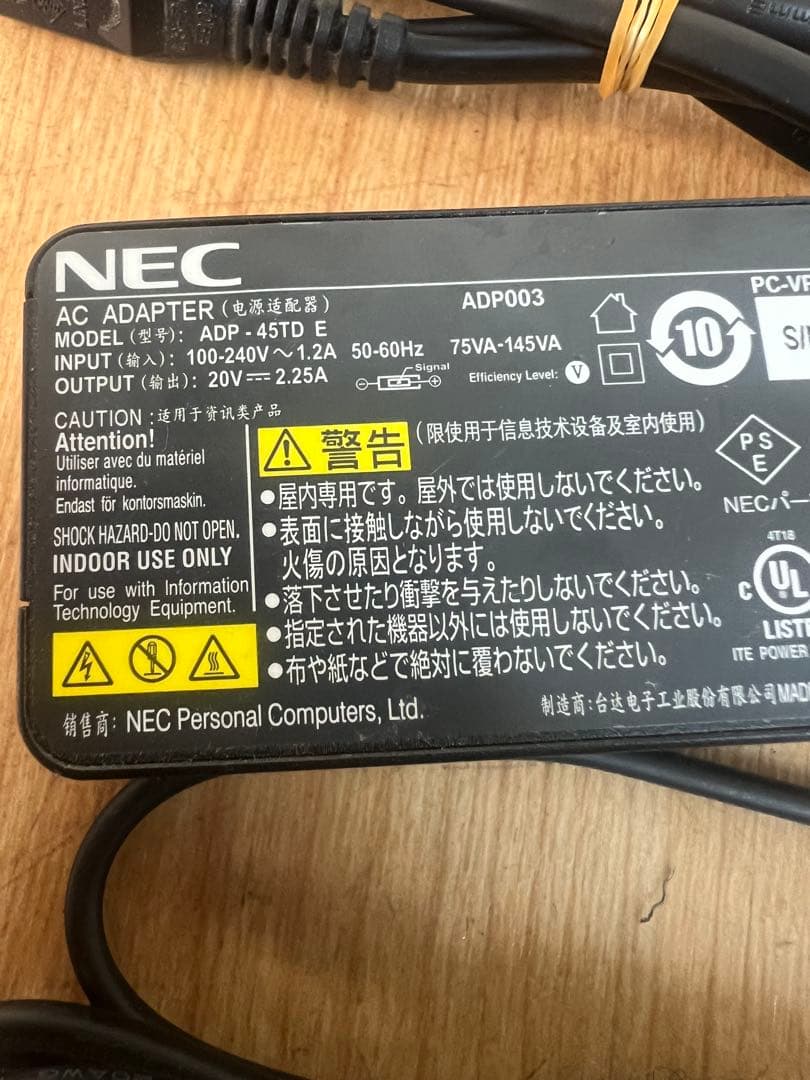 NEC
AC ADAPTER (电源适配器)
ADP003
PC-VP
MODEL (型号): ADP-45TD E
INPUT (输入): 100-240V～1.2A 50-60Hz 75VA-145VA
OUTPUT (输出): 20V⎓2.25A
Signal
Efficiency Level: V
10
S/
CAUTION:适用于资讯类产品
Attention!
Utiliser avec du matériel
informatique.
Endast för kontorsmaskin.
SHOCK HAZARD-DO NOT OPEN.
INDOOR USE ONLY
For use with Information
Technology Equipment.
警告 (限使用于信息技术设备及室内使用)
●屋内専用です。屋外では使用しないでください。
●表面に接触しながら使用しないでください。
火傷の原因となります。
●落下させたり衝撃を与えたりしないでください。
●指定された機器以外には使用しないでください。
●布や紙などで絶対に覆わないでください。
PS
E
NECパー
4T18
C UL
LISTE
ITE POWER
销售商: NEC Personal Computers, Ltd.
制造商:台达电子工业股份有限公司 MAD